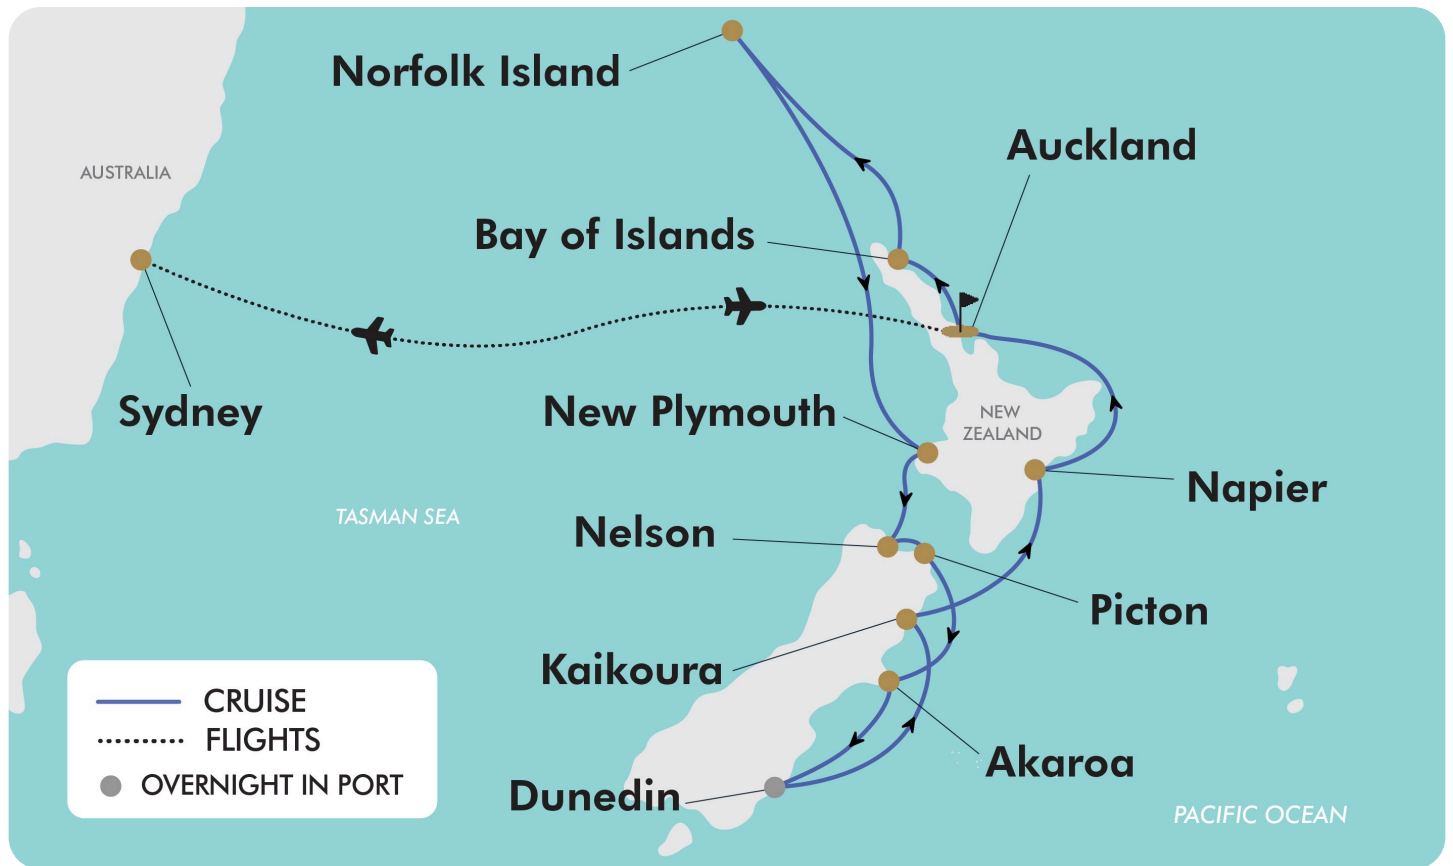 Norfolk Island
Auckland
AUSTRALIA
Bay of Islands
Sydney
New Plymouth
NEW
ZEALAND
Napier
TASMAN SEA
Nelson
Picton
Kaikoura
CRUISE
FLIGHTS
OVERNIGHT IN PORT
Akaroa
Dunedin
PACIFIC OCEAN